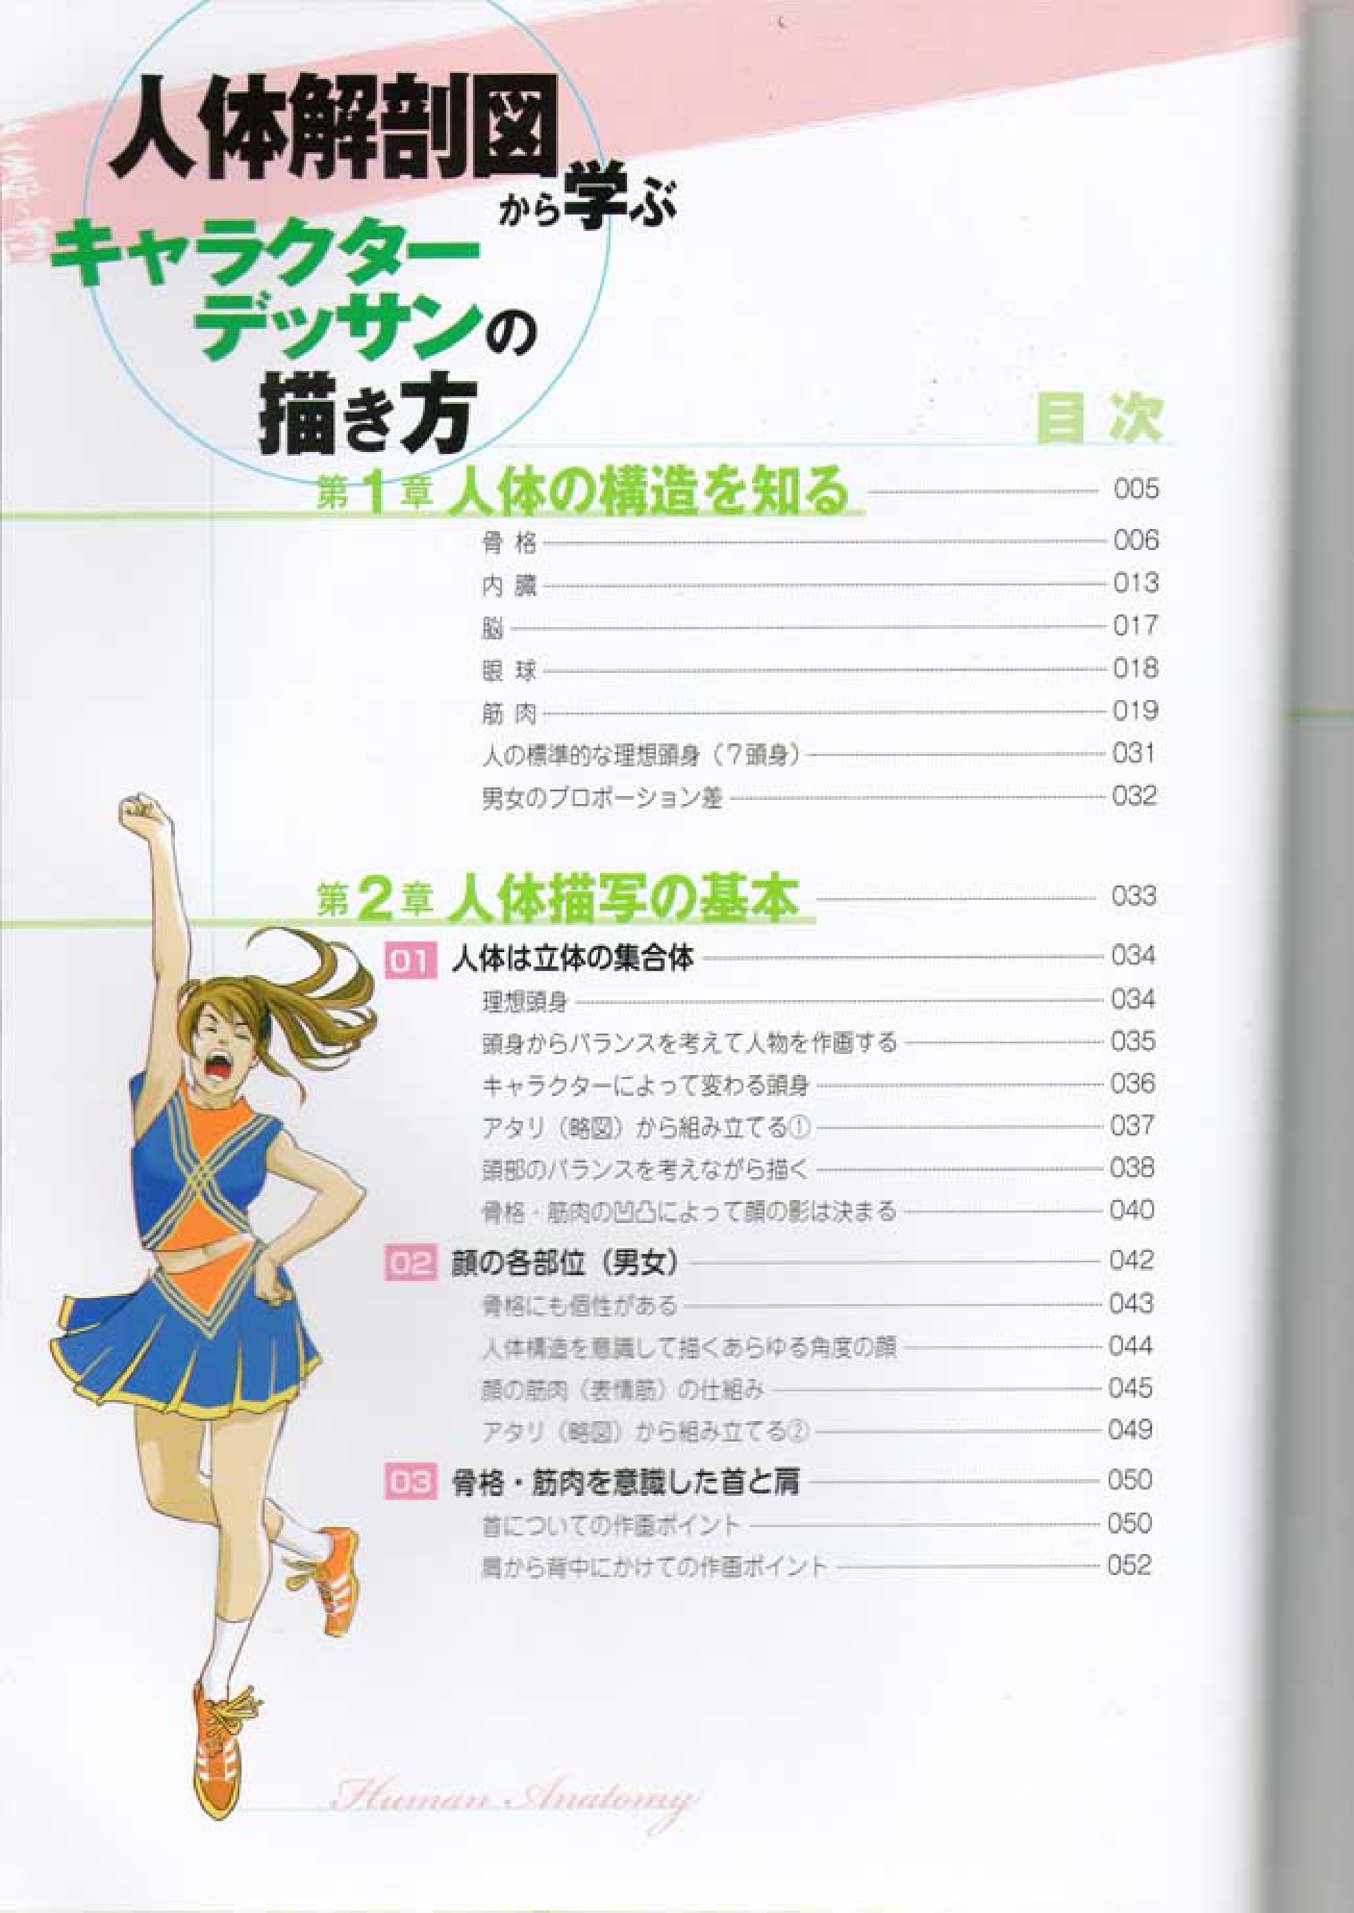 人体解剖図
から学ぶ
キャラクター
デッサンの
描き方
目次
第1章 人体の構造を知る 005
骨格 006
内臓 013
脳 017
眼球 018
筋肉 019
人の標準的な理想頭身(7頭身) 031
男女のプロポーション差 032
第2章 人体描写の基本 033
01 人体は立体の集合体 034
理想頭身 034
頭身からバランスを考えて人物を作画する 035
キャラクターによって変わる頭身 036
アタリ(略図)から組み立てる① 037
頭部のバランスを考えながら描く 038
骨格・筋肉の凹凸によって顔の影は決まる 040
02 顔の各部位(男女) 042
骨格にも個性がある 043
人体構造を意識して描くあらゆる角度の顔 044
顔の筋肉(表情筋)の仕組み 045
アタリ(略図)から組み立てる② 049
03 骨格・筋肉を意識した首と肩 050
首についての作画ポイント 050
肩から背中にかけての作画ポイント 052
Human Anatomy